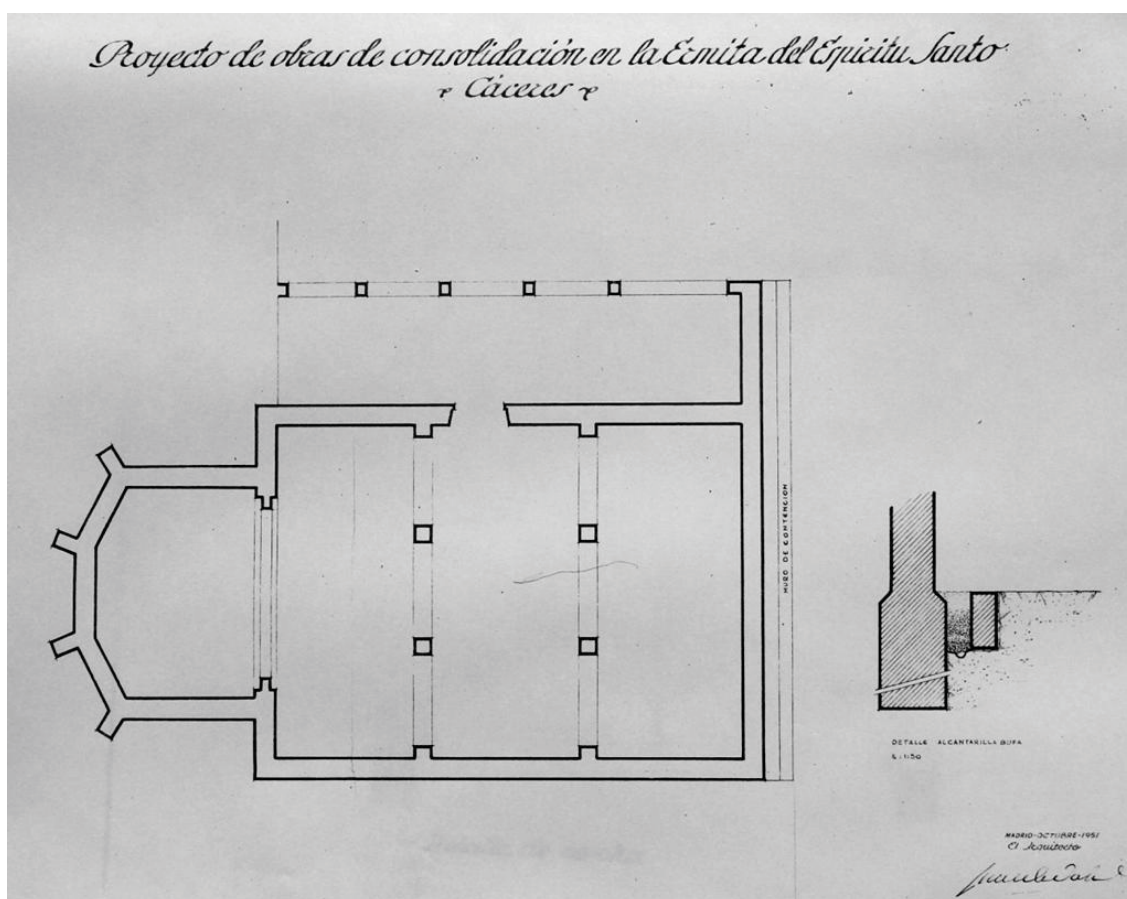 Proyecto de obras de consolidación en la Ermita del Espíritu Santo
Cáceres
MURO DE CONTENCION
DETALLE ALCANTARILLA BUFA
E: 1:50
MADRID-OCTUBRE-1951
El Arquitecto